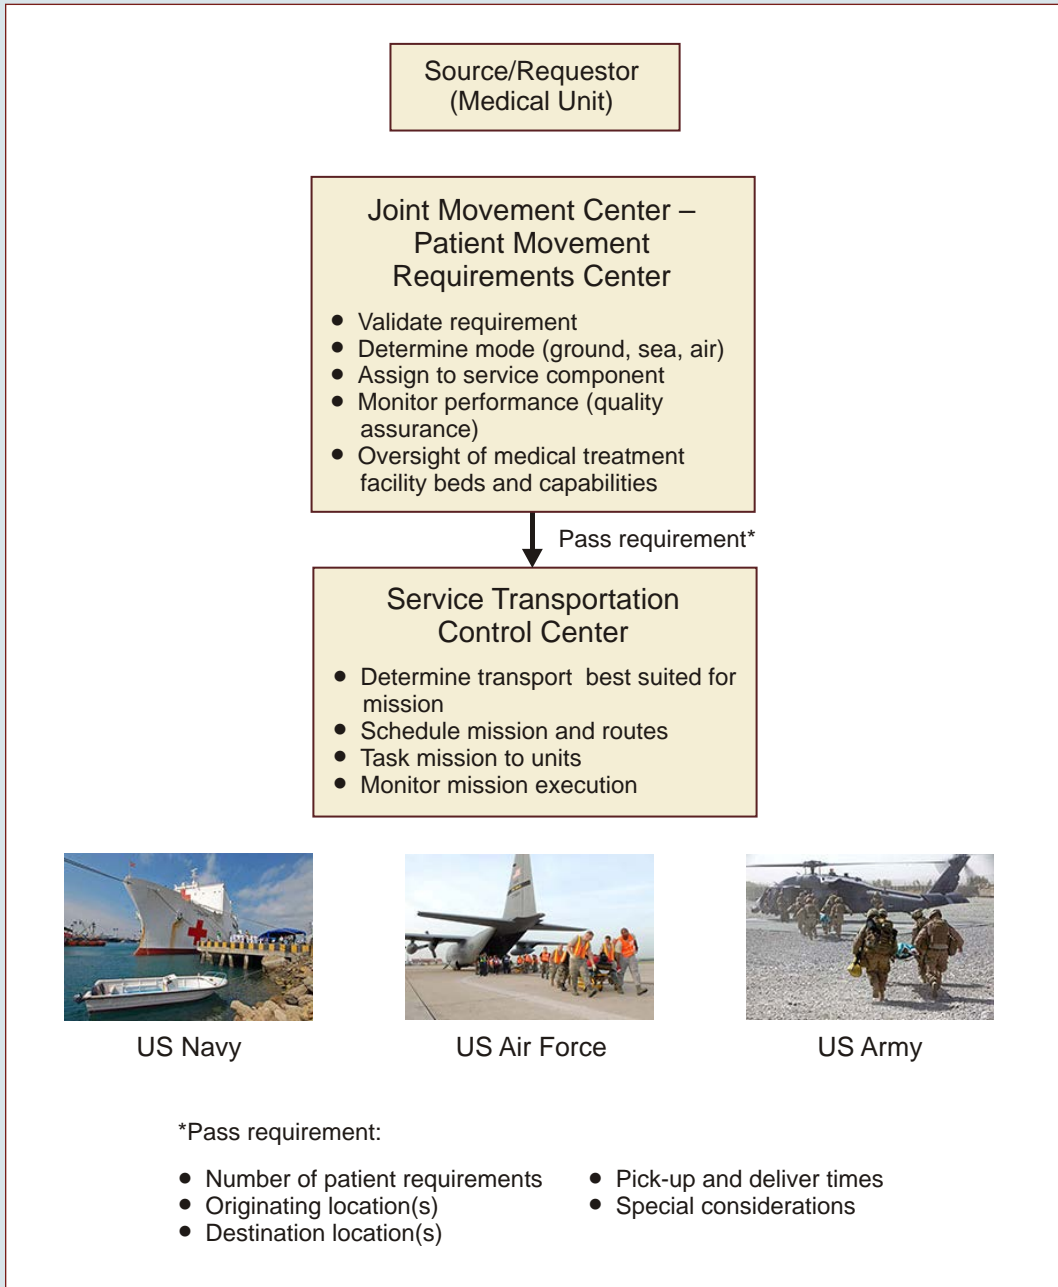 Source/Requestor
(Medical Unit)
Joint Movement Center –
Patient Movement
Requirements Center
● Validate requirement
● Determine mode (ground, sea, air)
● Assign to service component
● Monitor performance (quality
assurance)
● Oversight of medical treatment
facility beds and capabilities
Pass requirement*
Service Transportation
Control Center
● Determine transport best suited for
mission
● Schedule mission and routes
● Task mission to units
● Monitor mission execution
US Navy
US Air Force
US Army
*Pass requirement:
● Number of patient requirements
● Originating location(s)
● Destination location(s)
● Pick-up and deliver times
● Special considerations